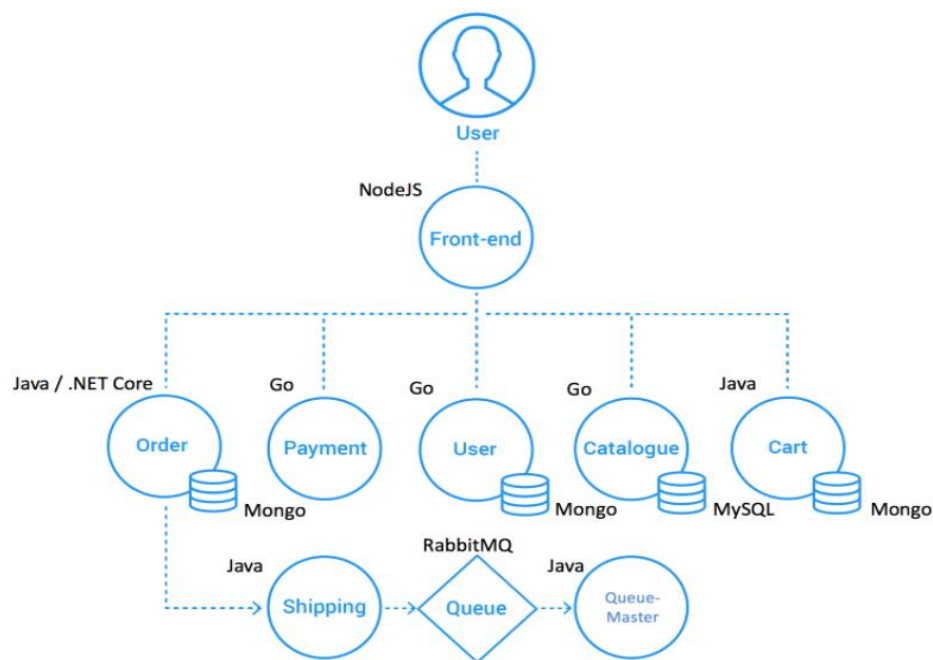 User
NodeJS
Front-end
Java / .NET Core
Go
Go
Go
Java
Order
Payment
User
Catalogue
Cart
Mongo
Mongo
MySQL
Mongo
RabbitMQ
Java
Java
Shipping
Queue
Queue-
Master